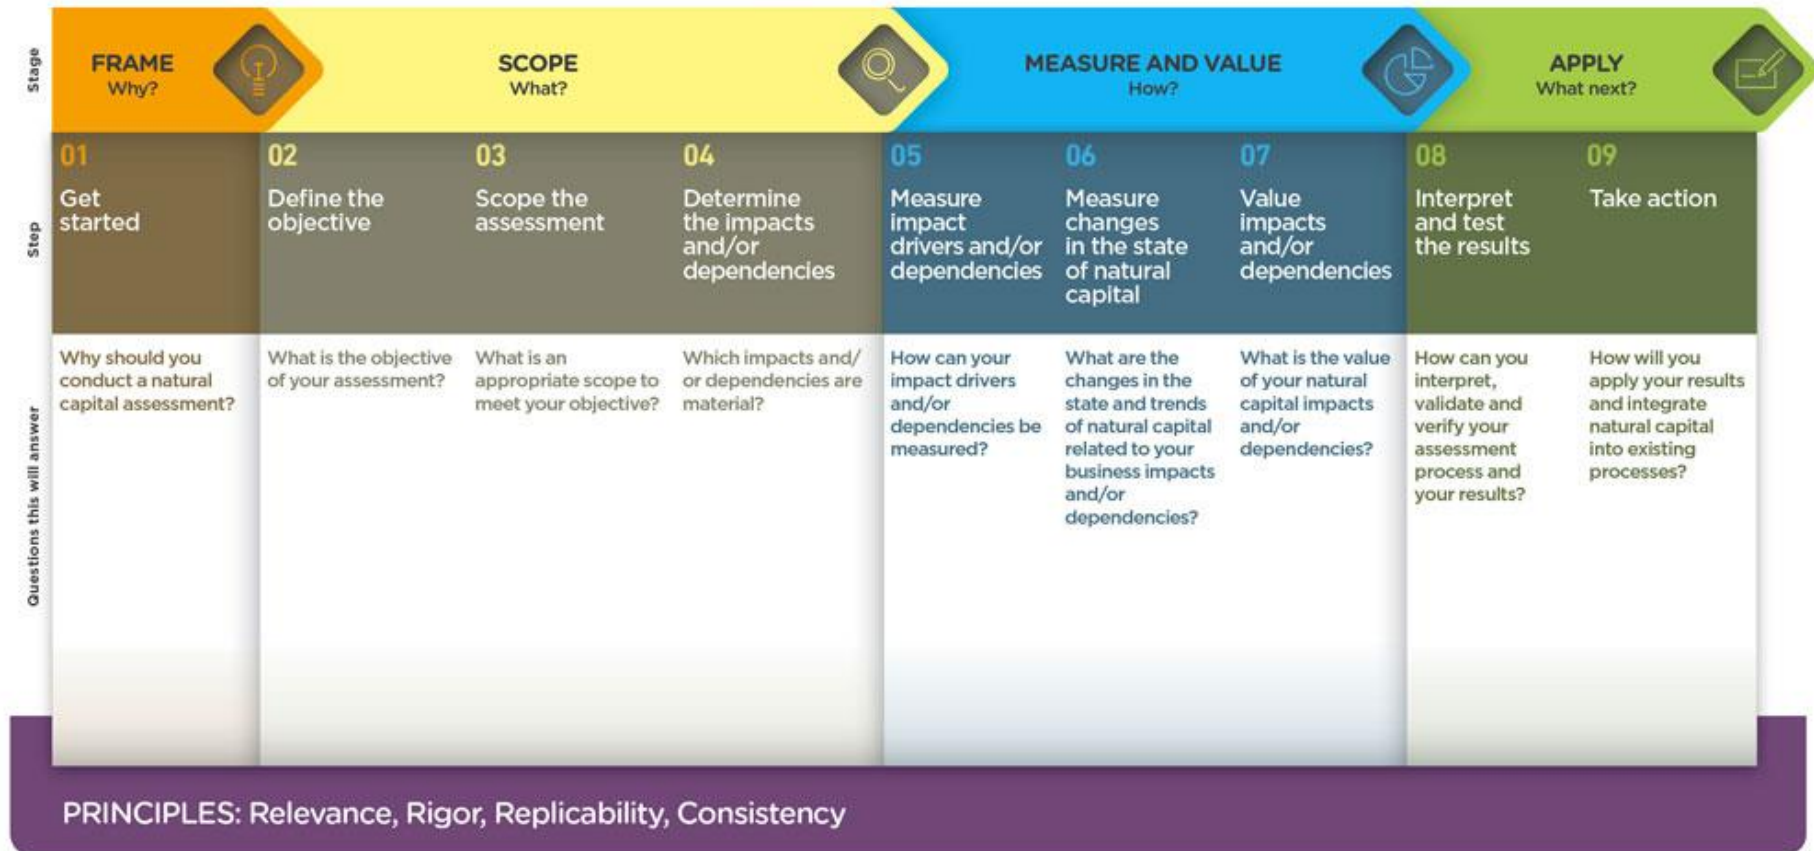 Stage
FRAME
Why?
SCOPE
What?
MEASURE AND VALUE
How?
APPLY
What next?
Step
01
Get
started
02
Define the
objective
03
Scope the
assessment
04
Determine
the impacts
and/or
dependencies
05
Measure
impact
drivers and/or
dependencies
06
Measure
changes
in the state
of natural
capital
07
Value
impacts
and/or
dependencies
08
Interpret
and test
the results
09
Take action
Questions this will answer
Why should you
conduct a natural
capital assessment?
What is the objective
of your assessment?
What is an
appropriate scope to
meet your objective?
Which impacts and/
or dependencies are
material?
How can your
impact drivers
and/or
dependencies be
measured?
What are the
changes in the
state and trends
of natural capital
related to your
business impacts
and/or
dependencies?
What is the value
of your natural
capital impacts
and/or
dependencies?
How can you
interpret,
validate and
verify your
assessment
process and
your results?
How will you
apply your results
and integrate
natural capital
into existing
processes?
PRINCIPLES: Relevance, Rigor, Replicability, Consistency